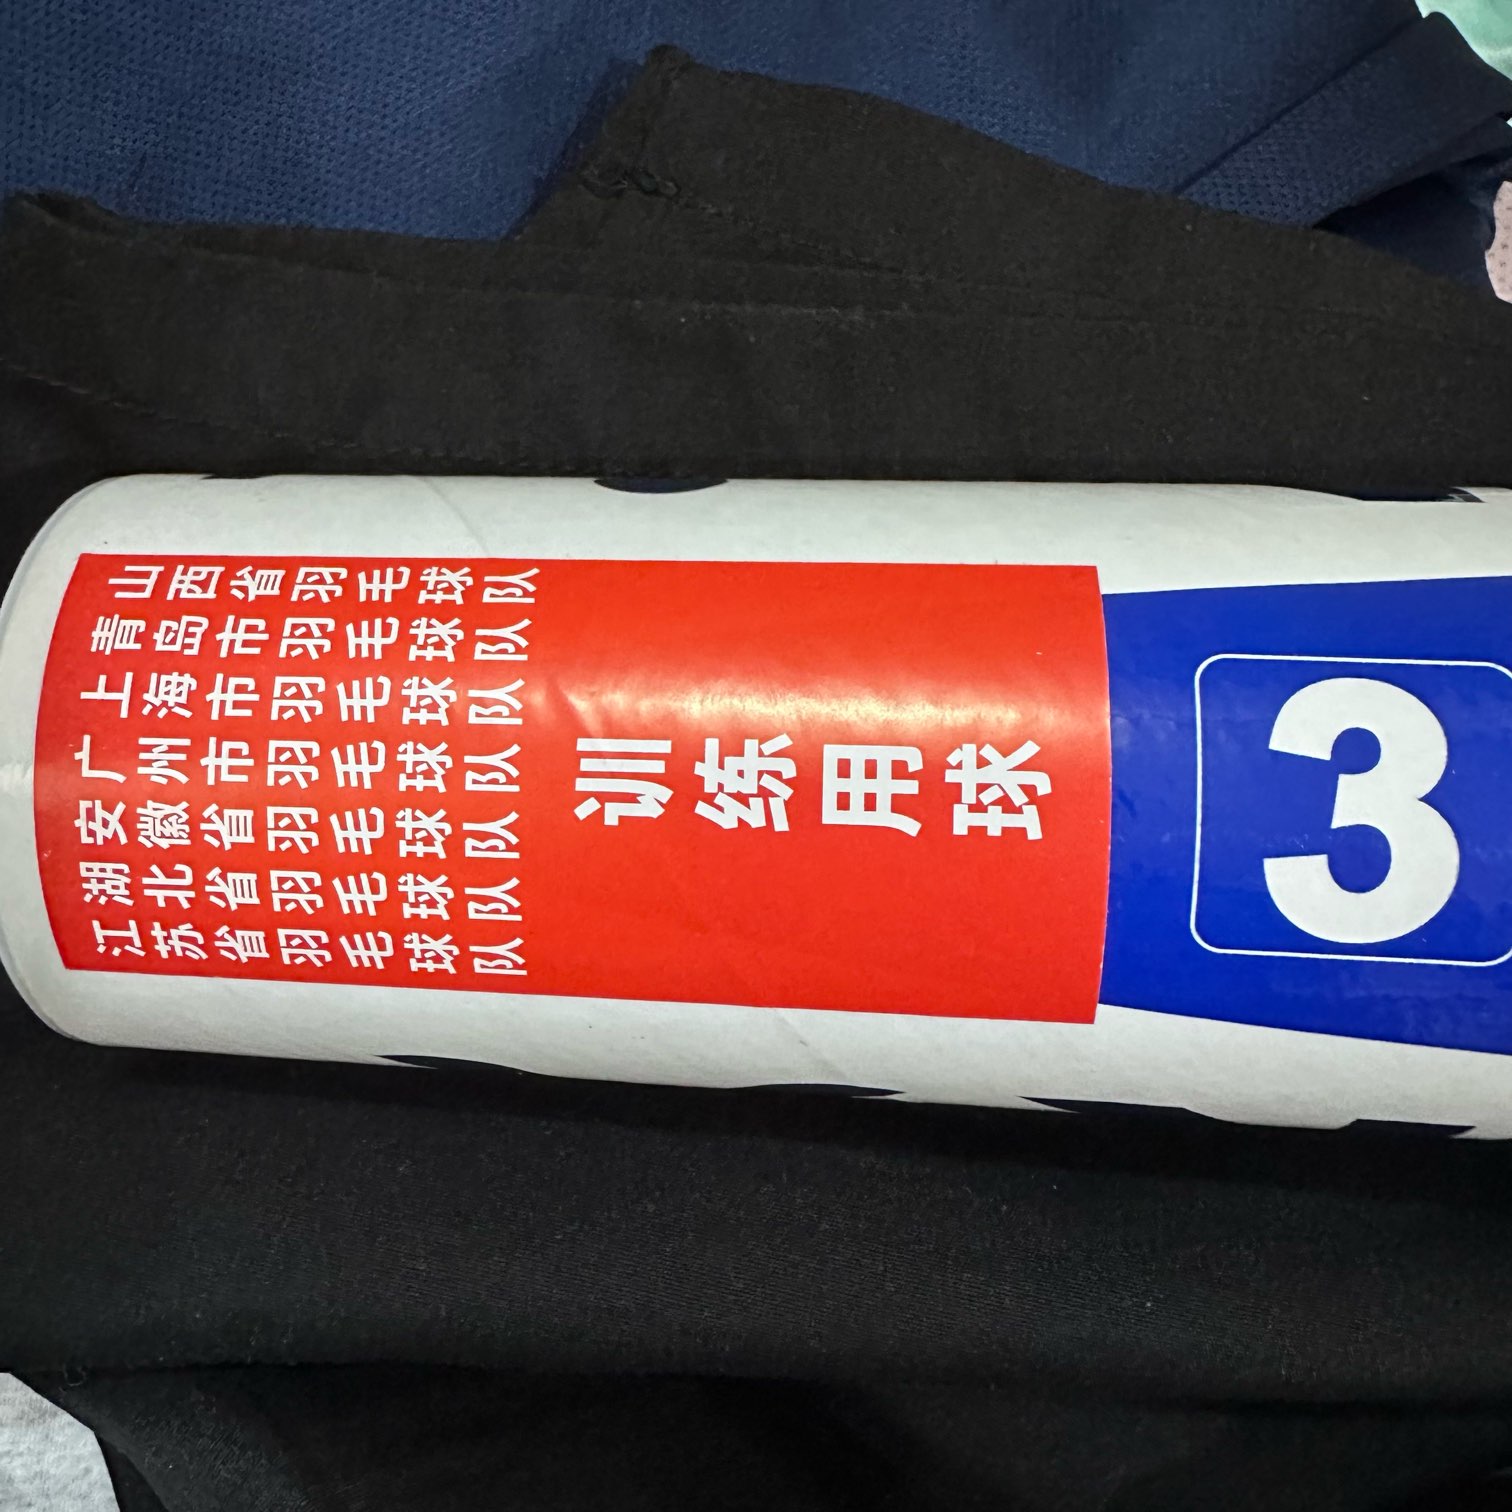 山西省羽毛球队
青岛市羽毛球队
上海市羽毛球队
广州市羽毛球队
安徽省羽毛球队
湖北省羽毛球队
江苏省羽毛球队
训练用球
3